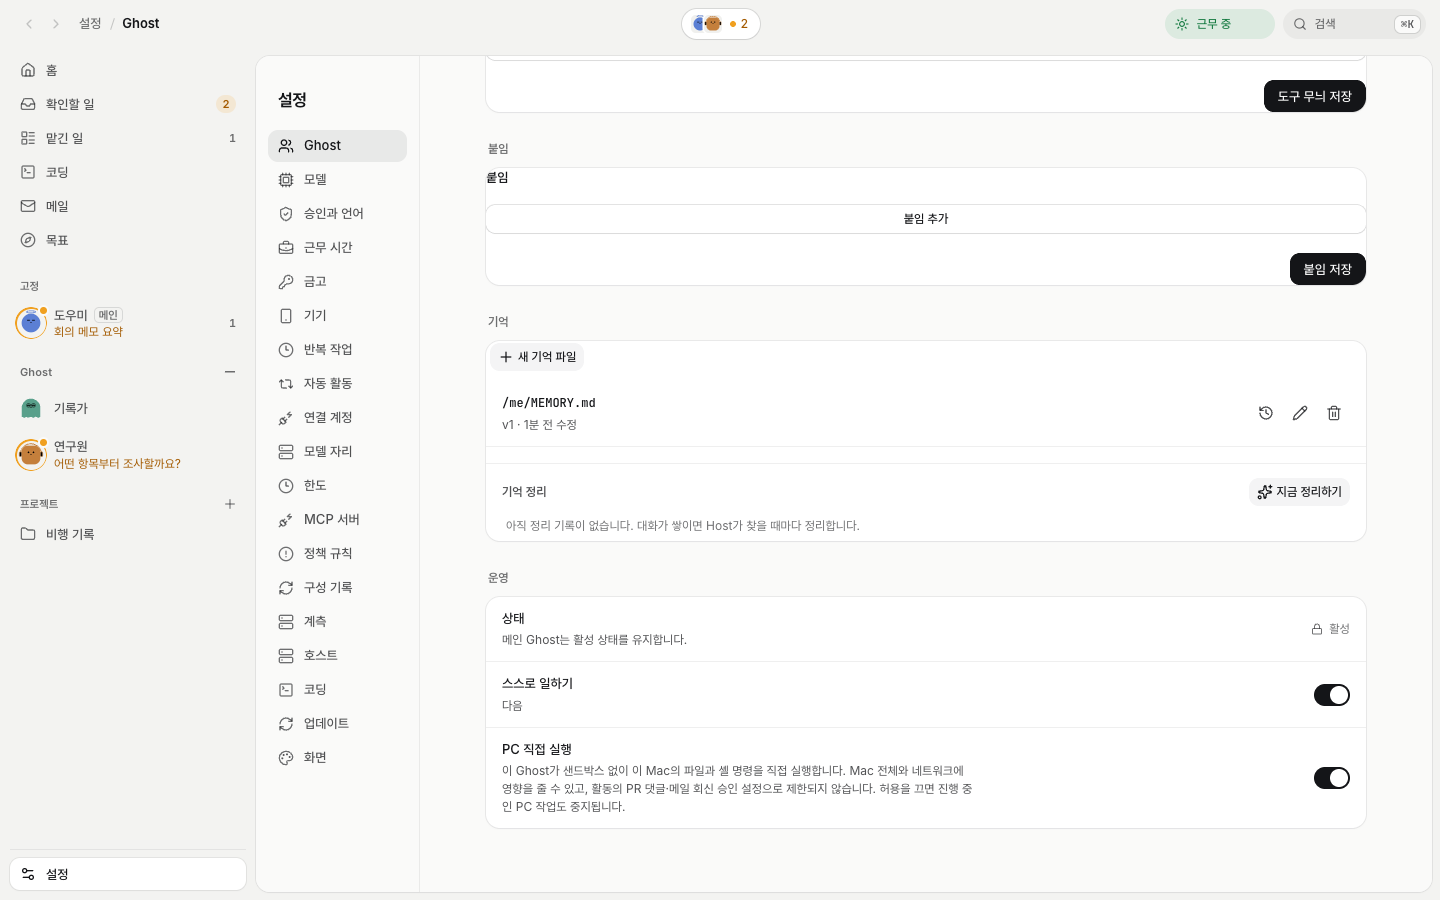 설정 / Ghost
2
근무 중
검색
⌘K
홈
확인할 일
2
맡긴 일
1
코딩
메일
목표
고정
도우미
메인
회의 메모 요약
1
Ghost
기록가
연구원
어떤 항목부터 조사할까요?
프로젝트
비행 기록
설정
설정
Ghost
모델
승인과 언어
근무 시간
금고
기기
반복 작업
자동 활동
연결 계정
모델 자리
한도
MCP 서버
정책 규칙
구성 기록
계측
호스트
코딩
업데이트
화면
도구 무늬 저장
붙임
붙임
붙임 추가
붙임 저장
기억
새 기억 파일
/me/MEMORY.md
v1 · 1분 전 수정
기억 정리
지금 정리하기
아직 정리 기록이 없습니다. 대화가 쌓이면 Host가 찾을 때마다 정리합니다.
운영
상태
메인 Ghost는 활성 상태를 유지합니다.
활성
스스로 일하기
다음
PC 직접 실행
이 Ghost가 샌드박스 없이 이 Mac의 파일과 셸 명령을 직접 실행합니다. Mac 전체와 네트워크에
영향을 줄 수 있고, 활동의 PR 댓글·메일 회신 승인 설정으로 제한되지 않습니다. 허용을 끄면 진행 중
인 PC 작업도 중지됩니다.